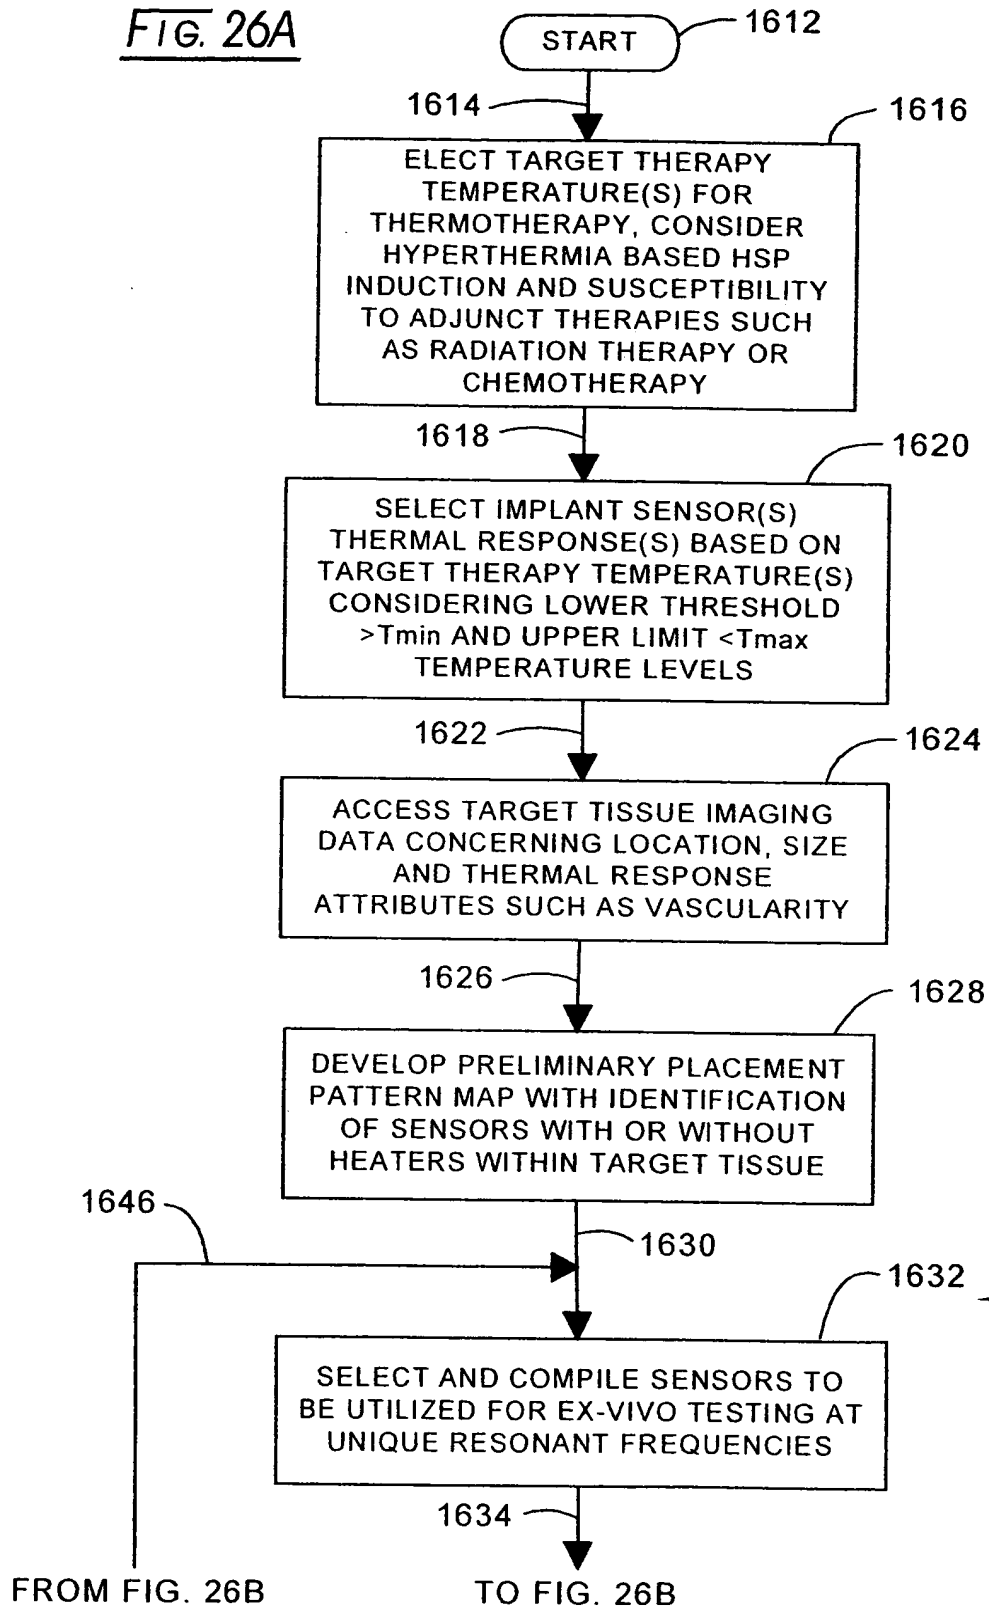 FIG. 26A
START
1612
1614
1616
ELECT TARGET THERAPY
TEMPERATURE(S) FOR
THERMOTHERAPY, CONSIDER
HYPERTHERMIA BASED HSP
INDUCTION AND SUSCEPTIBILITY
TO ADJUNCT THERAPIES SUCH
AS RADIATION THERAPY OR
CHEMOTHERAPY
1618
1620
SELECT IMPLANT SENSOR(S)
THERMAL RESPONSE(S) BASED ON
TARGET THERAPY TEMPERATURE(S)
CONSIDERING LOWER THRESHOLD
>Tmin AND UPPER LIMIT <Tmax
TEMPERATURE LEVELS
1622
1624
ACCESS TARGET TISSUE IMAGING
DATA CONCERNING LOCATION, SIZE
AND THERMAL RESPONSE
ATTRIBUTES SUCH AS VASCULARITY
1626
1628
DEVELOP PRELIMINARY PLACEMENT
PATTERN MAP WITH IDENTIFICATION
OF SENSORS WITH OR WITHOUT
HEATERS WITHIN TARGET TISSUE
1646
1630
1632
SELECT AND COMPILE SENSORS TO
BE UTILIZED FOR EX-VIVO TESTING AT
UNIQUE RESONANT FREQUENCIES
1634
FROM FIG. 26B
TO FIG. 26B